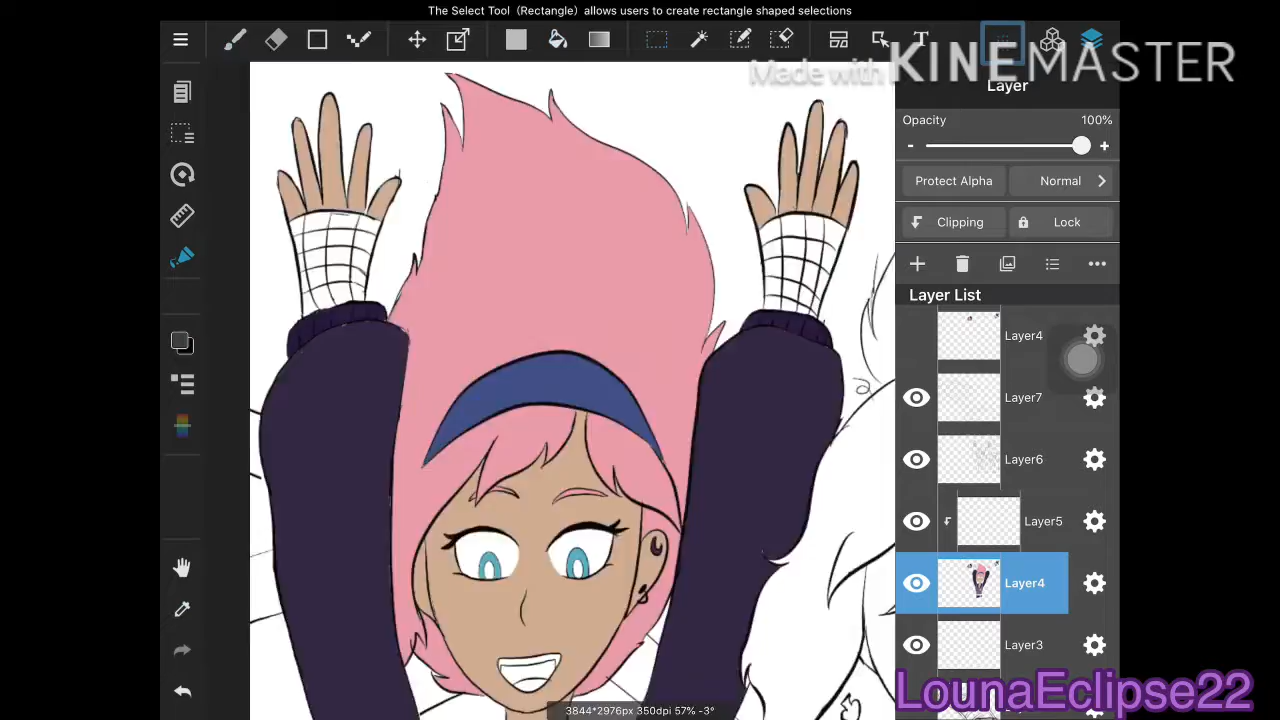 The Select Tool（Rectangle）allows users to create rectangle shaped selections
T
Made with KINEMASTER
Layer
Opacity 100%
- +
Protect Alpha Normal
Clipping Lock
Layer List
Layer4
Layer7
Layer6
Layer5
Layer4
Layer3
LounaEclipse22
3844*2976px 350dpi 57% -3°